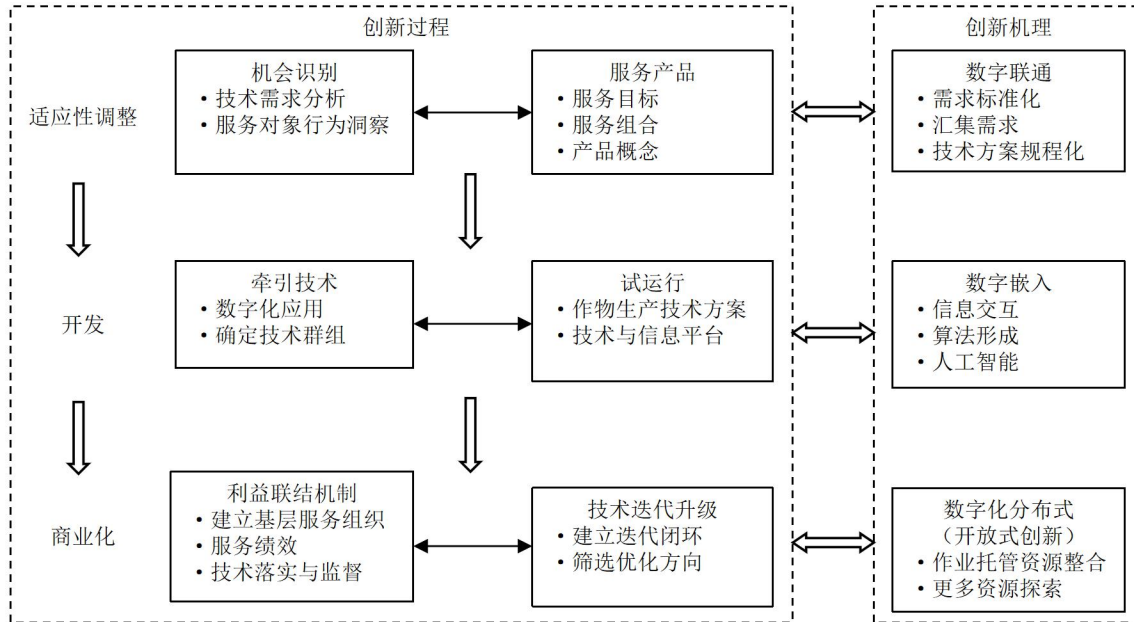 创新过程
创新机理
适应性调整
机会识别
• 技术需求分析
• 服务对象行为洞察
服务产品
• 服务目标
• 服务组合
• 产品概念
数字联通
• 需求标准化
• 汇集需求
• 技术方案规程化
开发
牵引技术
• 数字化应用
• 确定技术群组
试运行
• 作物生产技术方案
• 技术与信息平台
数字嵌入
• 信息交互
• 算法形成
• 人工智能
商业化
利益联结机制
• 建立基层服务组织
• 服务绩效
• 技术落实与监督
技术迭代升级
• 建立迭代闭环
• 筛选优化方向
数字化分布式
（开放式创新）
• 作业托管资源整合
• 更多资源探索